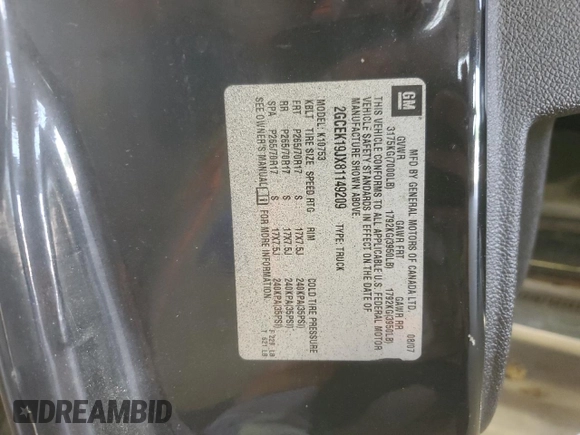 GM
MFD BY GENERAL MOTORS OF CANADA LTD.
08/07
GVWR GAWR FRT GAWR RR
3175KG(7000LB) 1792KG(3950LB) 1792KG(3950LB)
THIS VEHICLE CONFORMS TO ALL APPLICABLE U.S. FEDERAL MOTOR
VEHICLE SAFETY STANDARDS IN EFFECT ON THE DATE OF
MANUFACTURE SHOWN ABOVE.
2GCEK19JX81149209 TYPE: TRUCK
MODEL: K10753
KBLT TIRE SIZE SPEED RTG RIM COLD TIRE PRESSURE
FRT P265/70R17 S 17X7.5J 240KPA(35PSI)
RR P265/70R17 S 17X7.5J 240KPA(35PSI)
SPA P265/70R17 S 17X7.5J 240KPA(35PSI)
SEE OWNER'S MANUAL FOR MORE INFORMATION.
DREAMBID